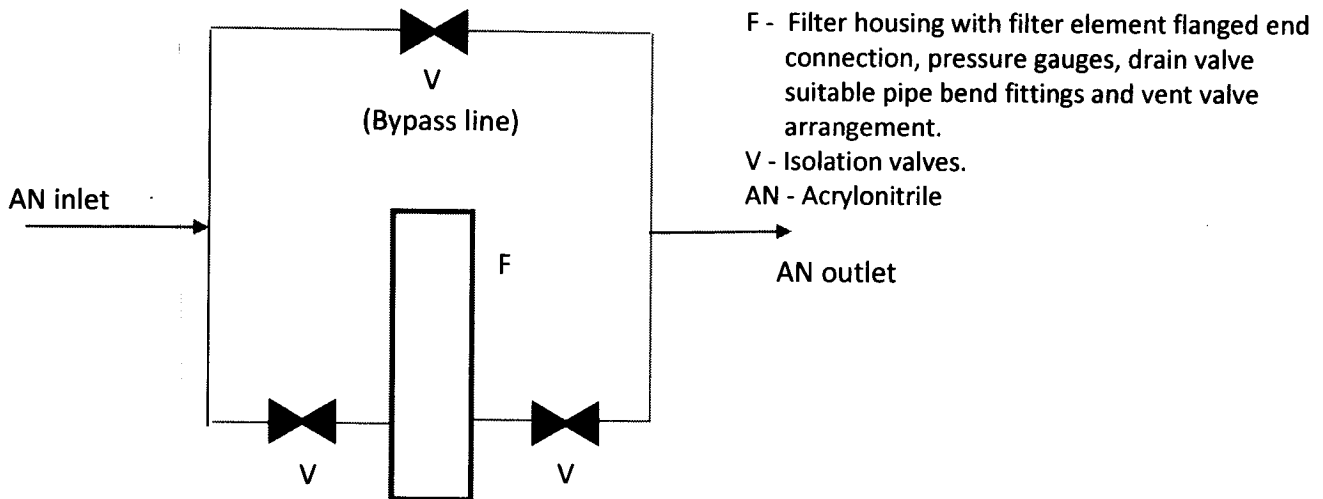 F - Filter housing with filter element flanged end
connection, pressure gauges, drain valve
suitable pipe bend fittings and vent valve
arrangement.
V - Isolation valves.
AN - Acrylonitrile
V
(Bypass line)
AN inlet
F
AN outlet
V
V